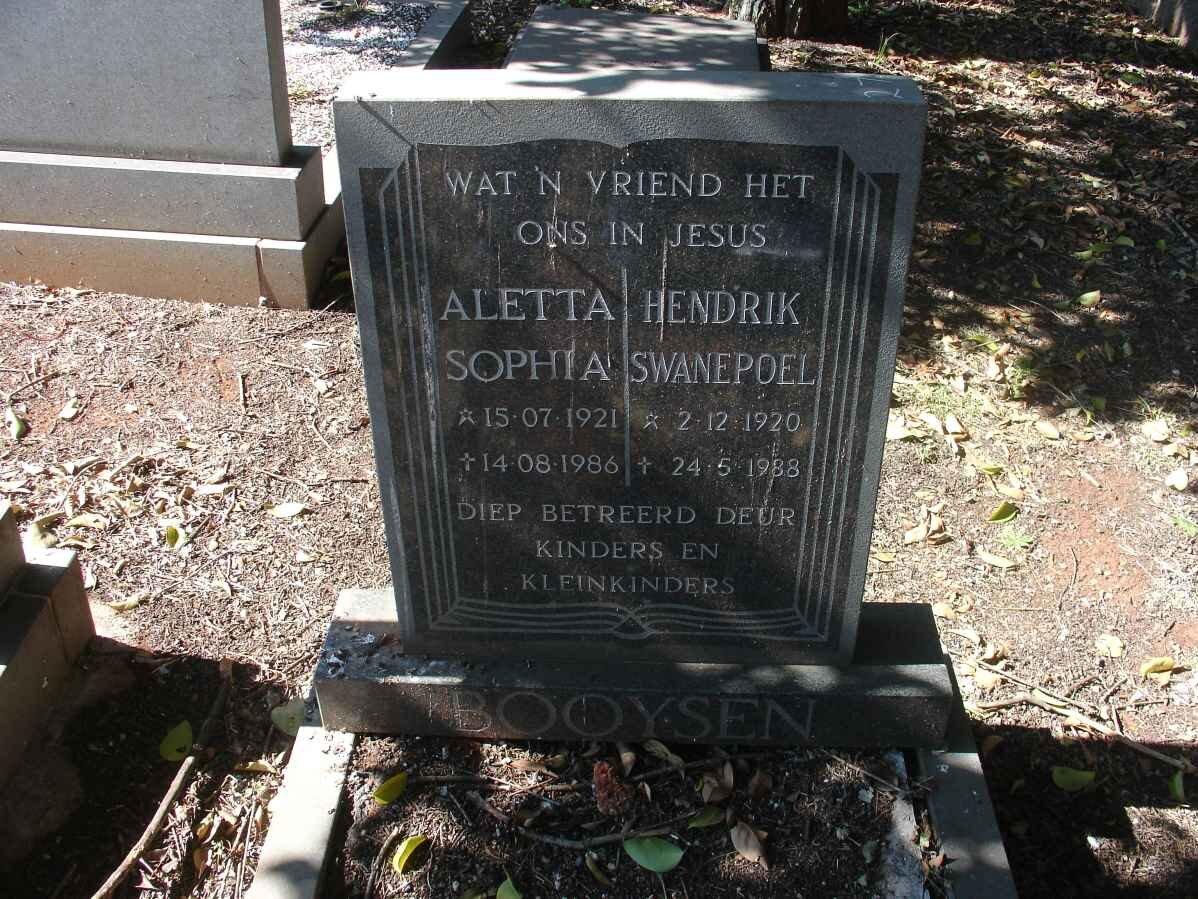 WAT N VRIEND HET
ONS IN JESUS
ALETTA HENDRIK
SOPHIA SWANEPOEL
☆ 15·07·1921 ☆ 2·12·1920
† 14·08·1986 † 24·5·1988
DIEP BETREERD DEUR
KINDERS EN
KLEINKINDERS
BOOYSEN